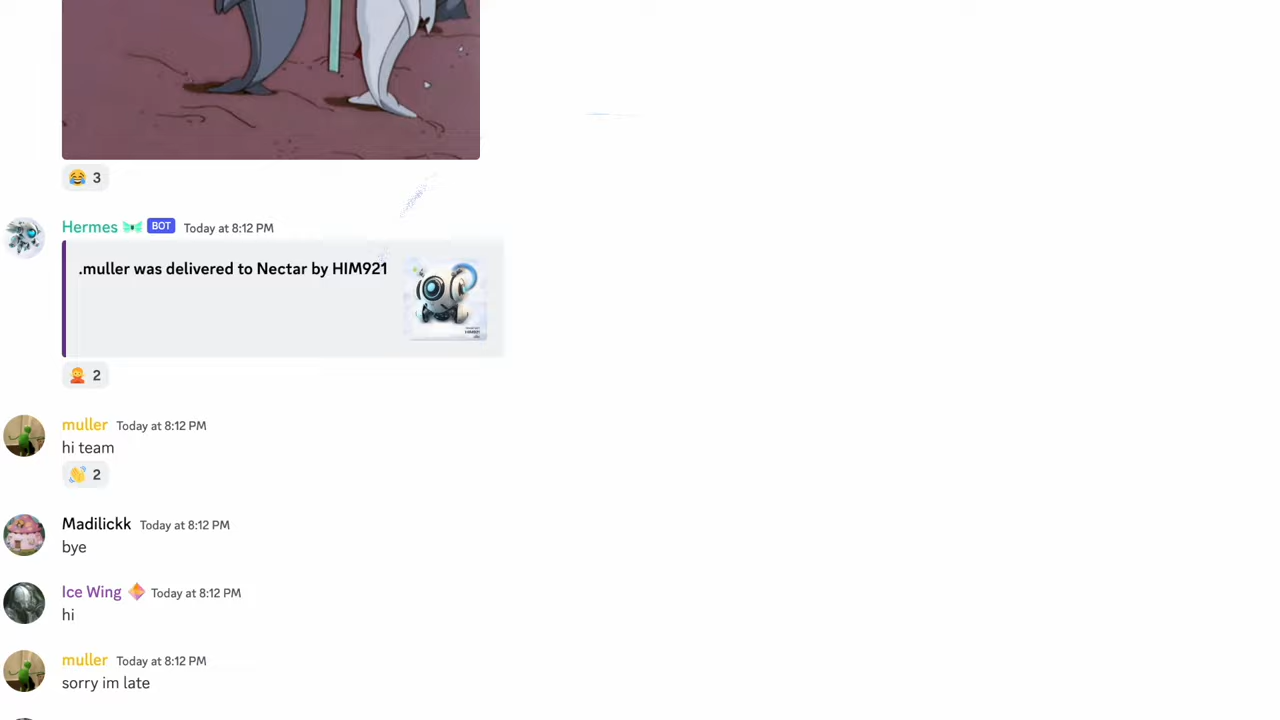 3
Hermes BOT Today at 8:12 PM
.muller was delivered to Nectar by HIM921
2
muller Today at 8:12 PM
hi team
2
Madilickk Today at 8:12 PM
bye
Ice Wing Today at 8:12 PM
hi
muller Today at 8:12 PM
sorry im late